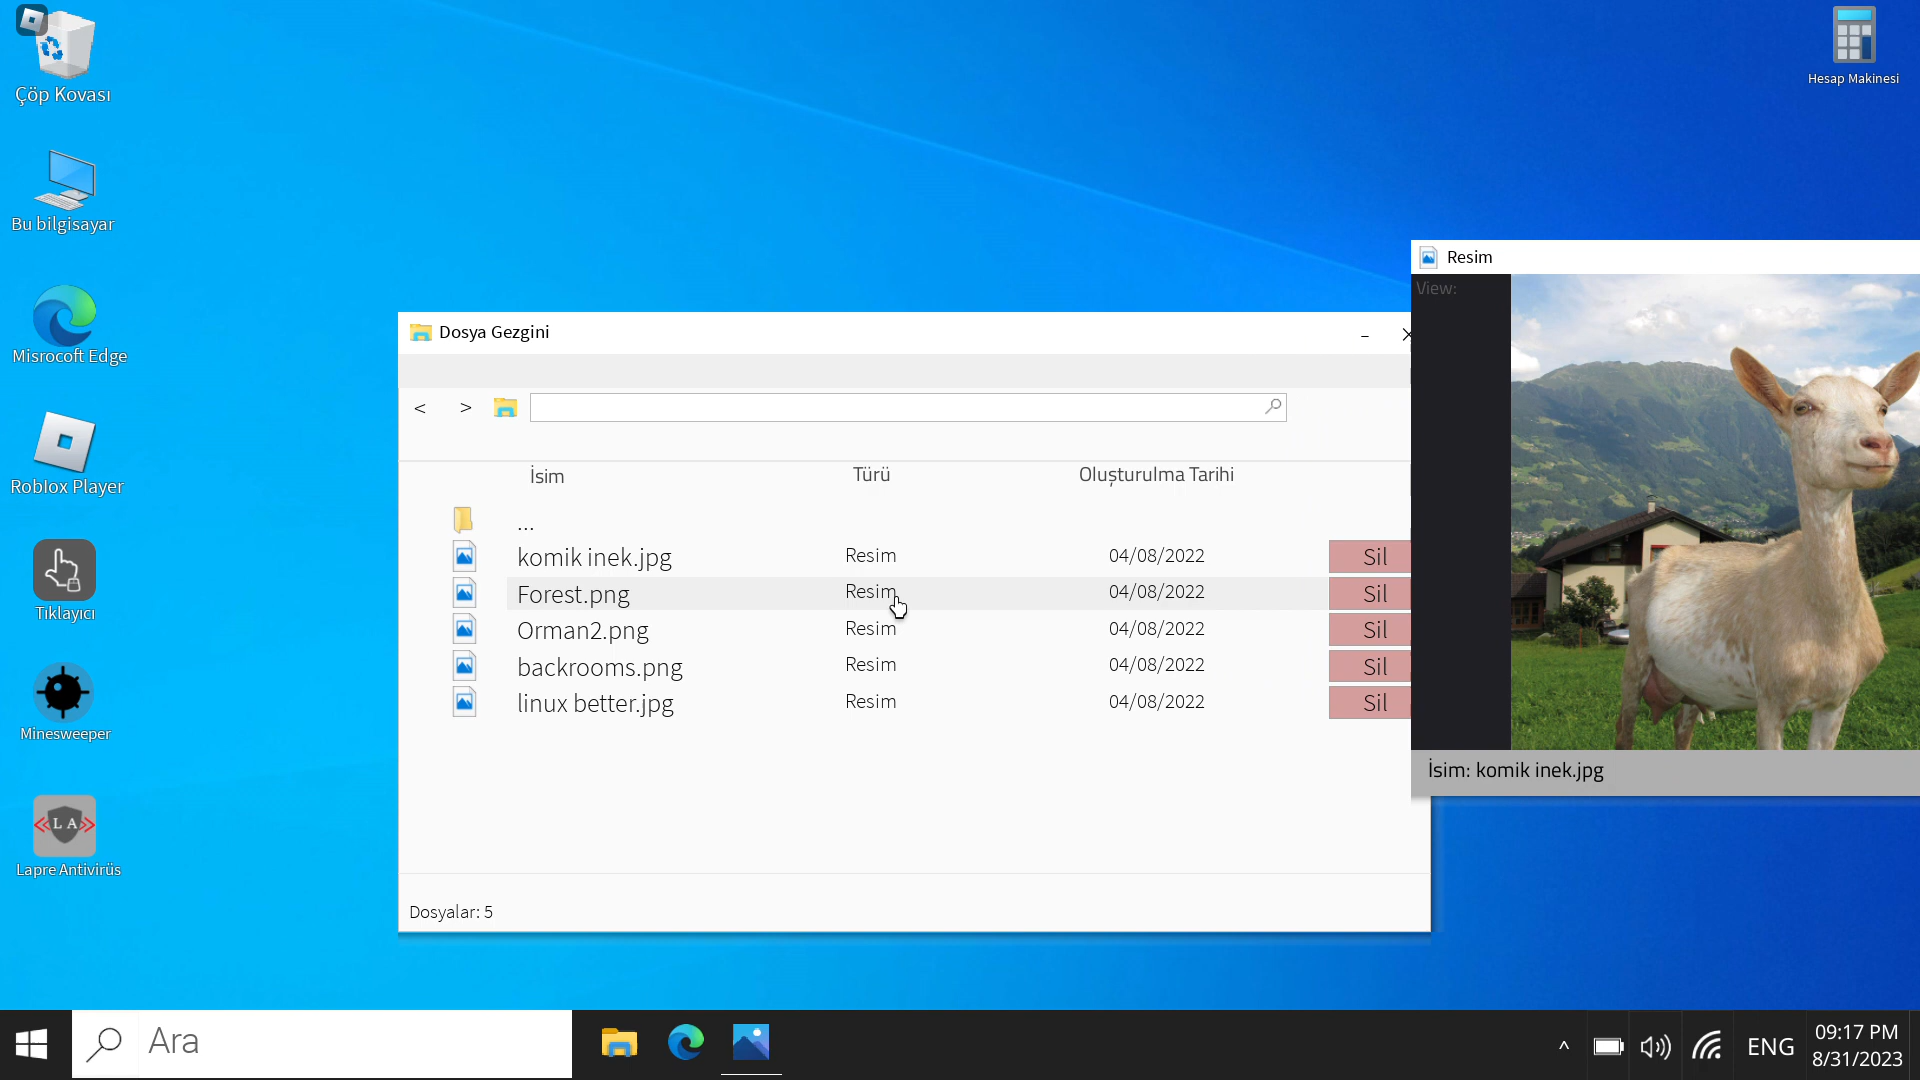 Çöp Kovası
Hesap Makinesi
Bu bilgisayar
Misrocoft Edge
Roblox Player
Tıklayıcı
Minesweeper
L A
Lapre Antivirüs
Dosya Gezgini
İsim Türü Oluşturulma Tarihi
...
komik inek.jpg Resim 04/08/2022 Sil
Forest.png Resim 04/08/2022 Sil
Orman2.png Resim 04/08/2022 Sil
backrooms.png Resim 04/08/2022 Sil
linux better.jpg Resim 04/08/2022 Sil
Dosyalar: 5
Resim
View:
İsim: komik inek.jpg
Ara
ENG
09:17 PM
8/31/2023